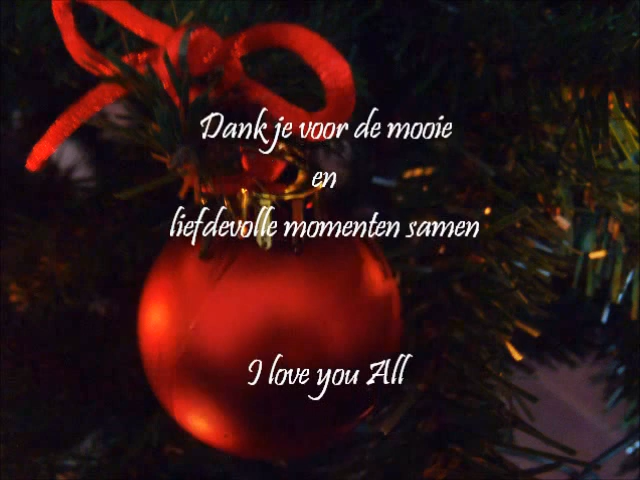 Dank je voor de mooie
en
liefdevolle momenten samen
I love you All